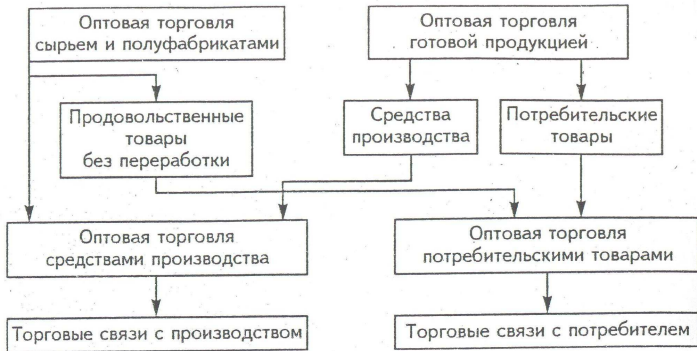 Оптовая торговля
сырьем и полуфабрикатами
Оптовая торговля
готовой продукцией
Продовольственные
товары
без переработки
Средства
производства
Потребительские
товары
Оптовая торговля
средствами производства
Оптовая торговля
потребительскими товарами
Торговые связи с производством
Торговые связи с потребителем